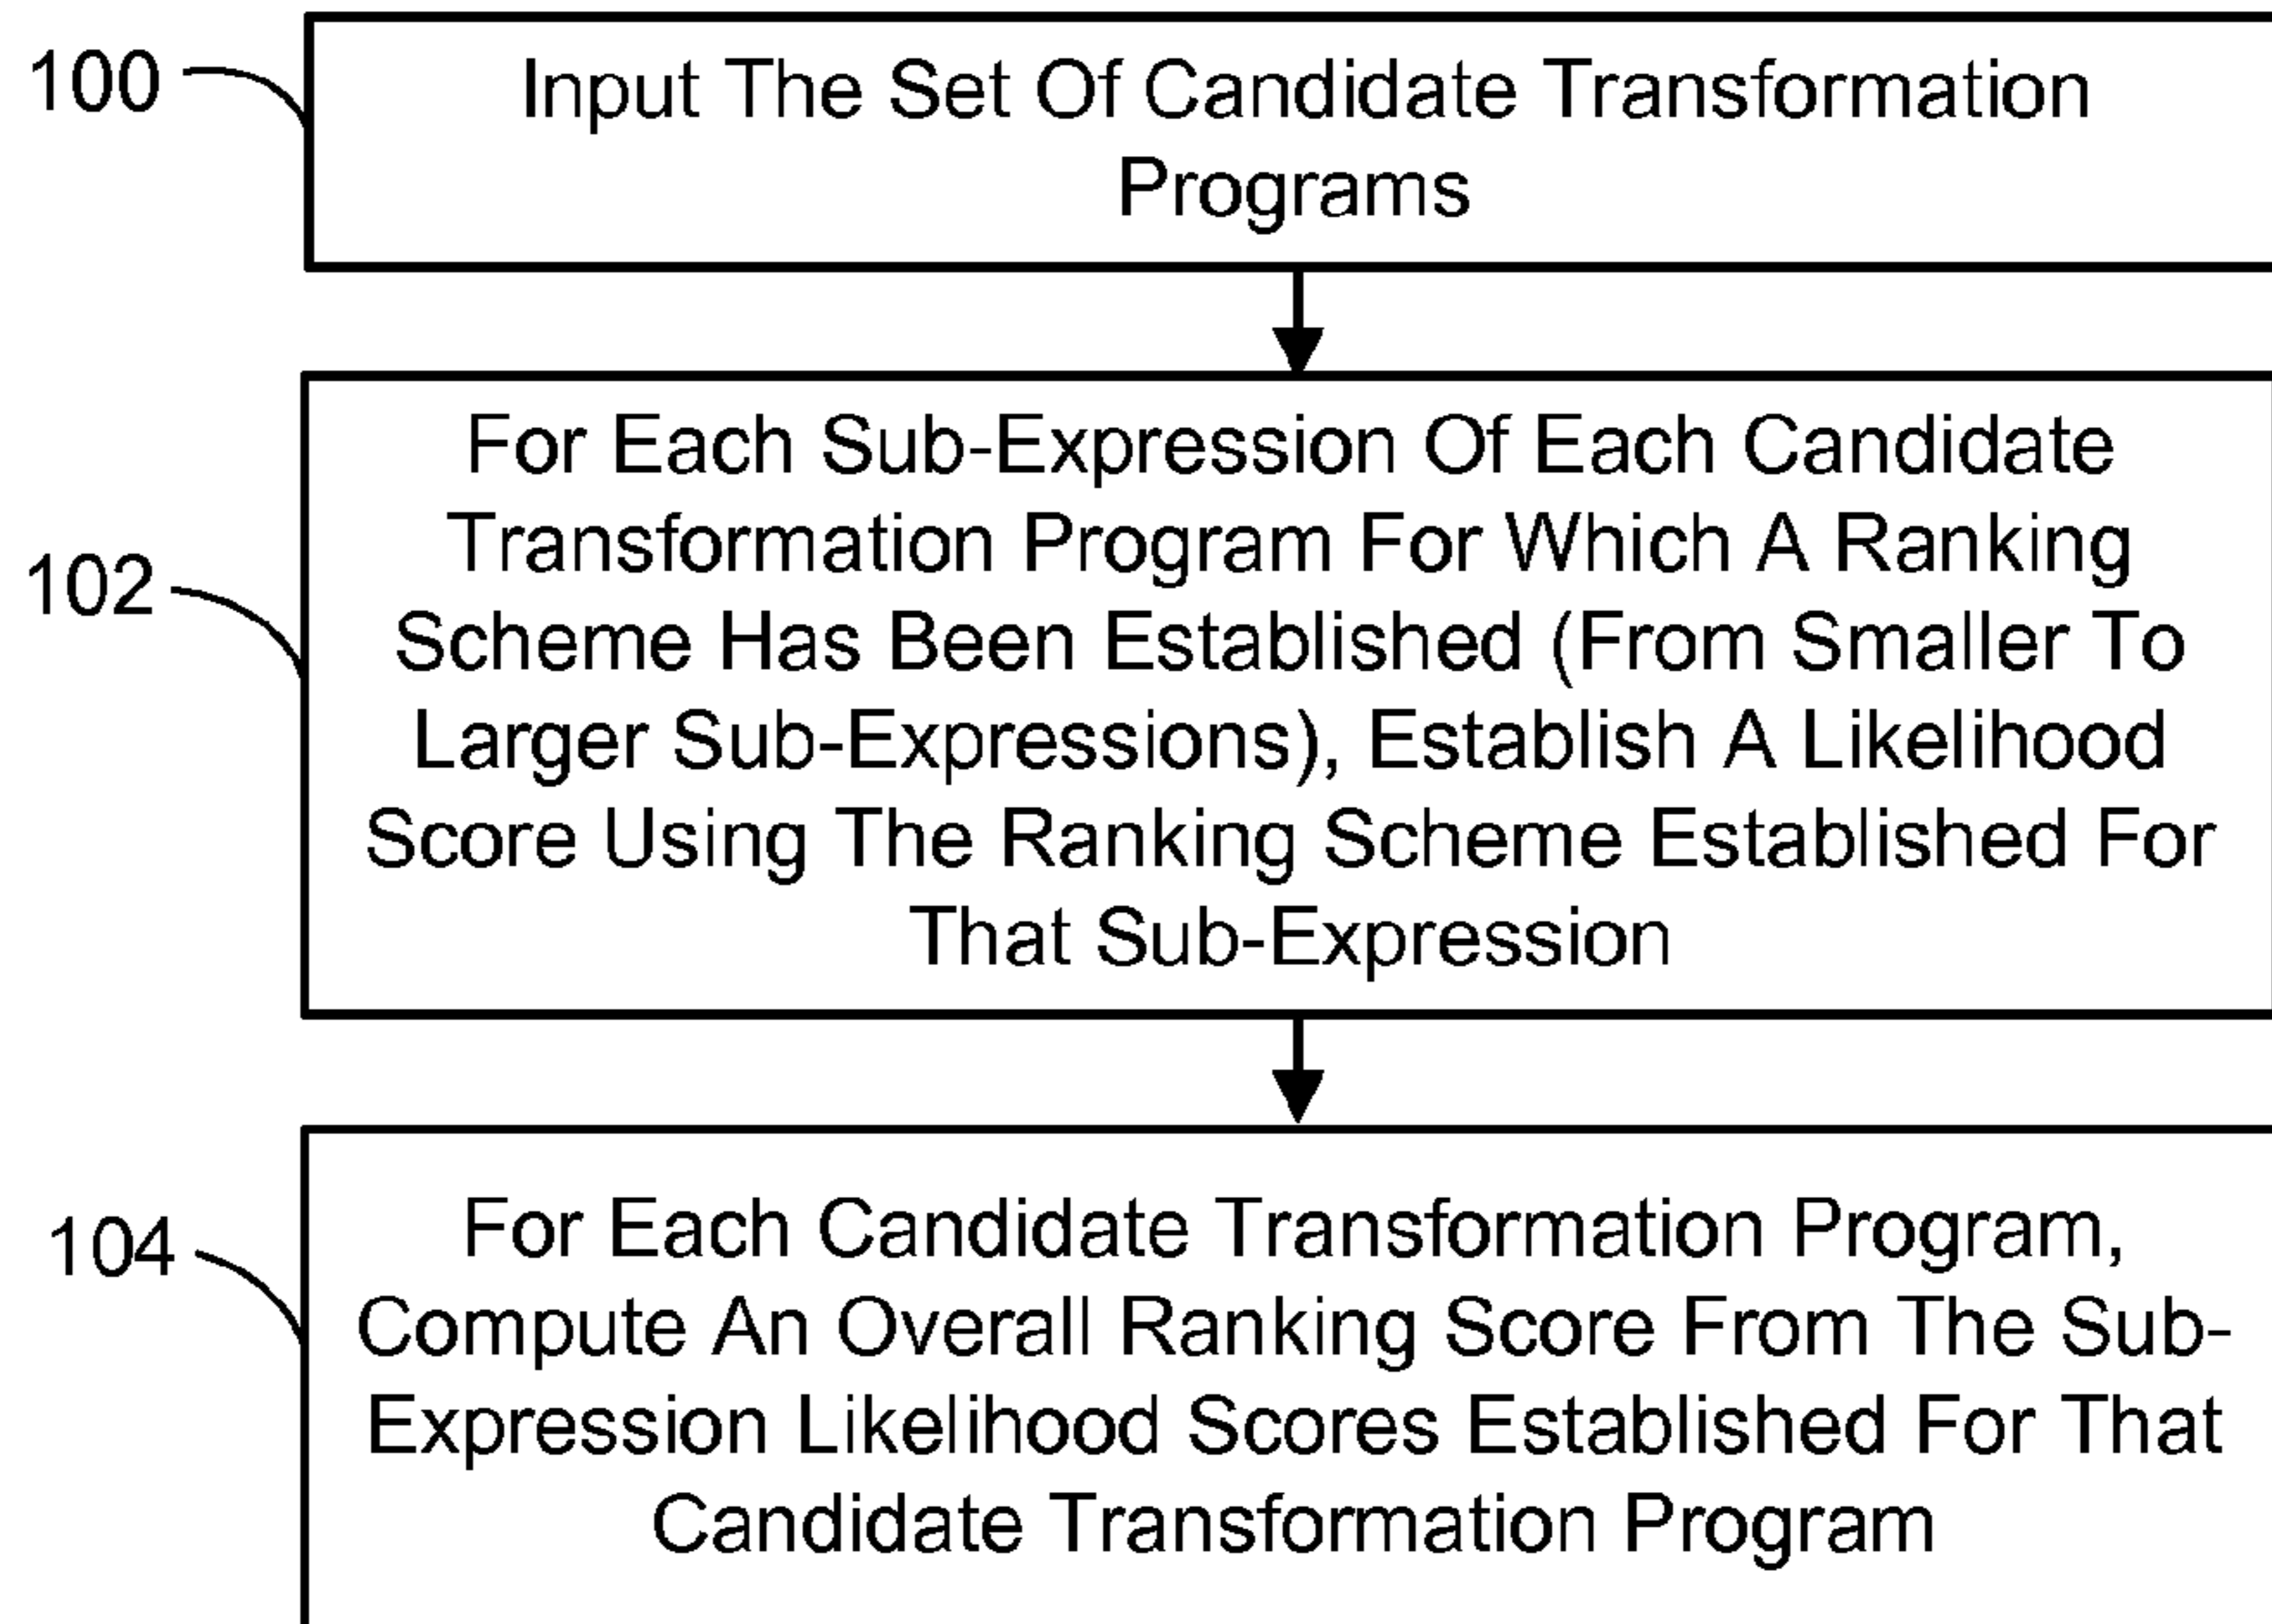 100
Input The Set Of Candidate Transformation
Programs
102
For Each Sub-Expression Of Each Candidate
Transformation Program For Which A Ranking
Scheme Has Been Established (From Smaller To
Larger Sub-Expressions), Establish A Likelihood
Score Using The Ranking Scheme Established For
That Sub-Expression
104
For Each Candidate Transformation Program,
Compute An Overall Ranking Score From The Sub-
Expression Likelihood Scores Established For That
Candidate Transformation Program